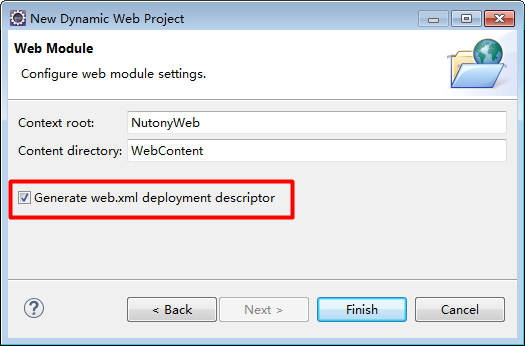 New Dynamic Web Project
Web Module
Configure web module settings.
Context root: NutonyWeb
Content directory: WebContent
Generate web.xml deployment descriptor
? < Back Next > Finish Cancel